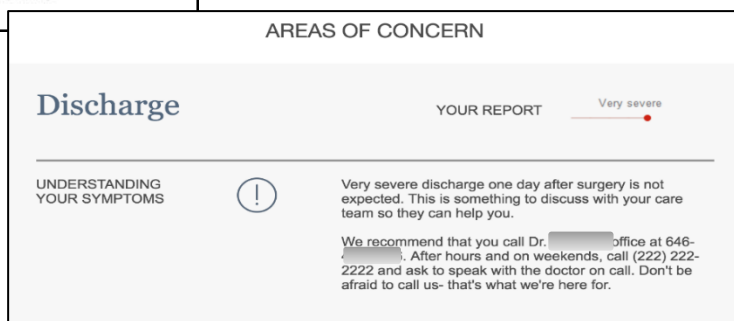 AREAS OF CONCERN
Discharge
YOUR REPORT
Very severe
UNDERSTANDING
YOUR SYMPTOMS
Very severe discharge one day after surgery is not
expected. This is something to discuss with your care
team so they can help you.
We recommend that you call Dr. office at 646-
. After hours and on weekends, call (222) 222-
2222 and ask to speak with the doctor on call. Don't be
afraid to call us- that's what we're here for.